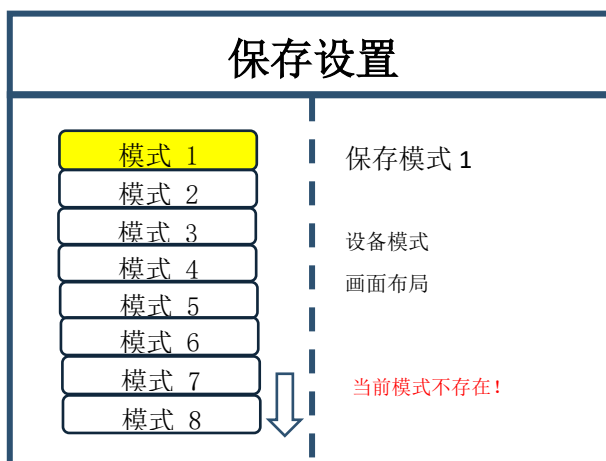 保存设置
模式 1
模式 2
模式 3
模式 4
模式 5
模式 6
模式 7
模式 8
保存模式 1
设备模式
画面布局
当前模式不存在！